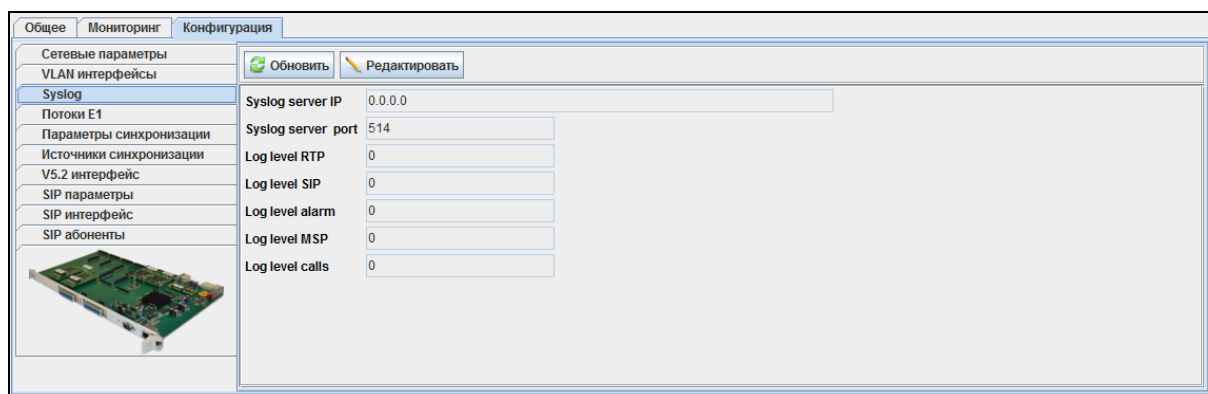 Общее Мониторинг Конфигурация
Сетевые параметры
VLAN интерфейсы
Syslog
Потоки E1
Параметры синхронизации
Источники синхронизации
V5.2 интерфейс
SIP параметры
SIP интерфейс
SIP абоненты
Обновить Редактировать
Syslog server IP 0.0.0.0
Syslog server port 514
Log level RTP 0
Log level SIP 0
Log level alarm 0
Log level MSP 0
Log level calls 0